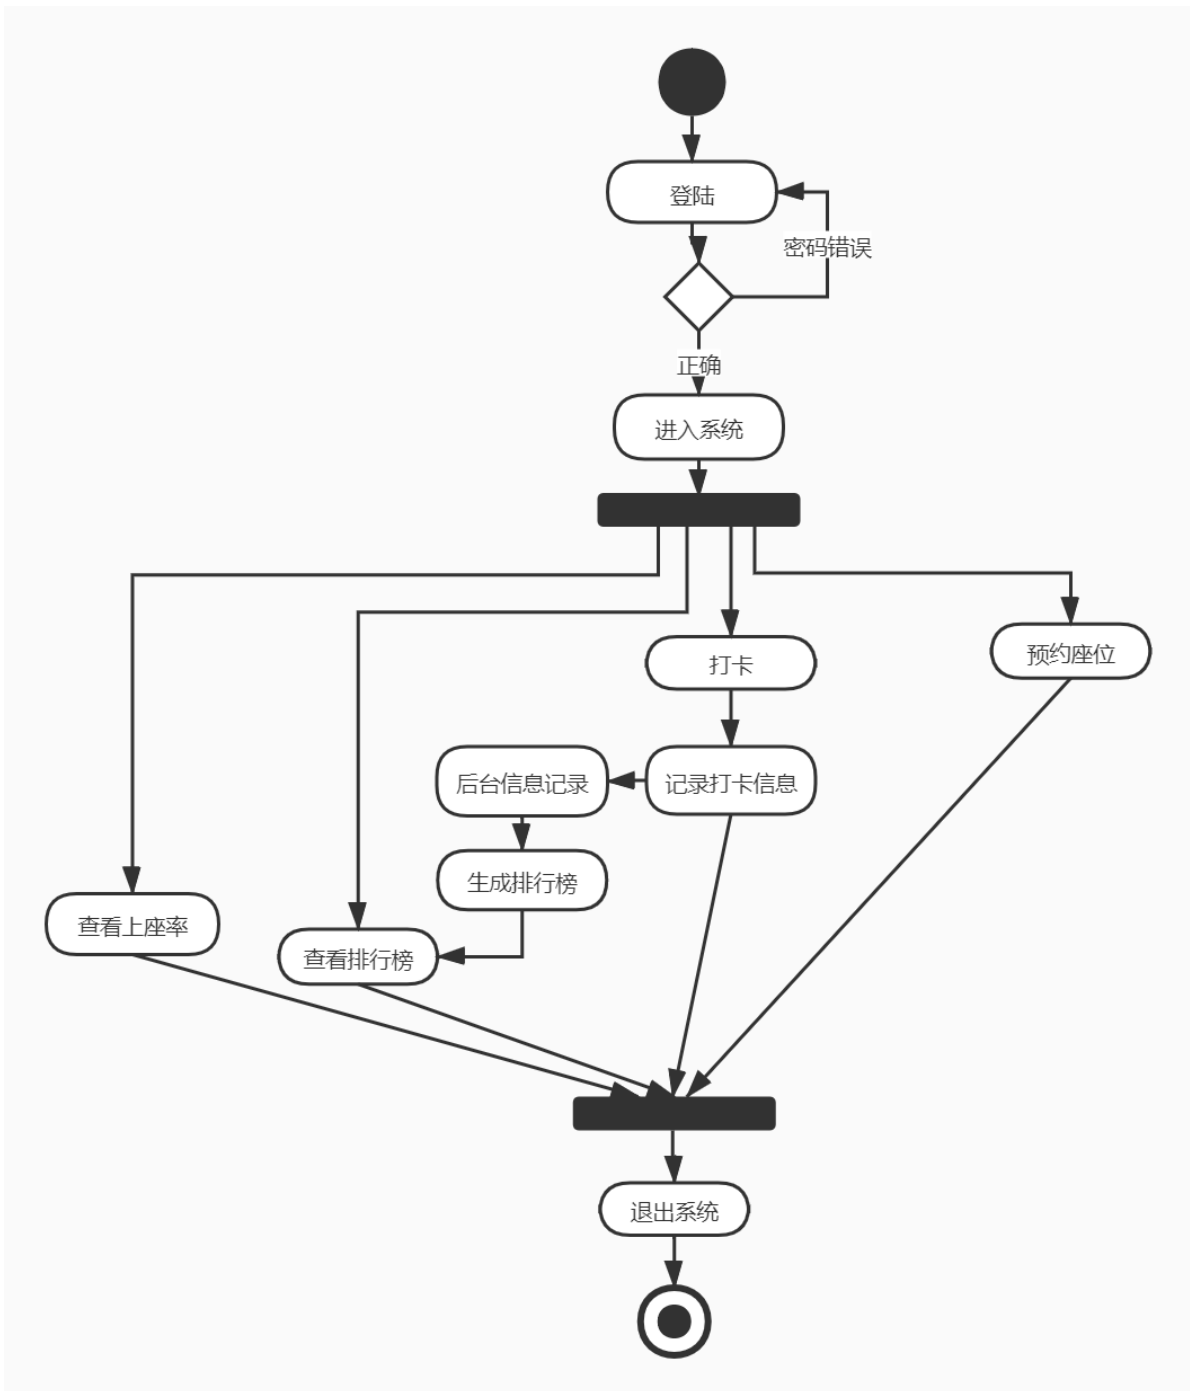 登陆
密码错误
正确
进入系统
打卡
预约座位
后台信息记录
记录打卡信息
生成排行榜
查看上座率
查看排行榜
退出系统